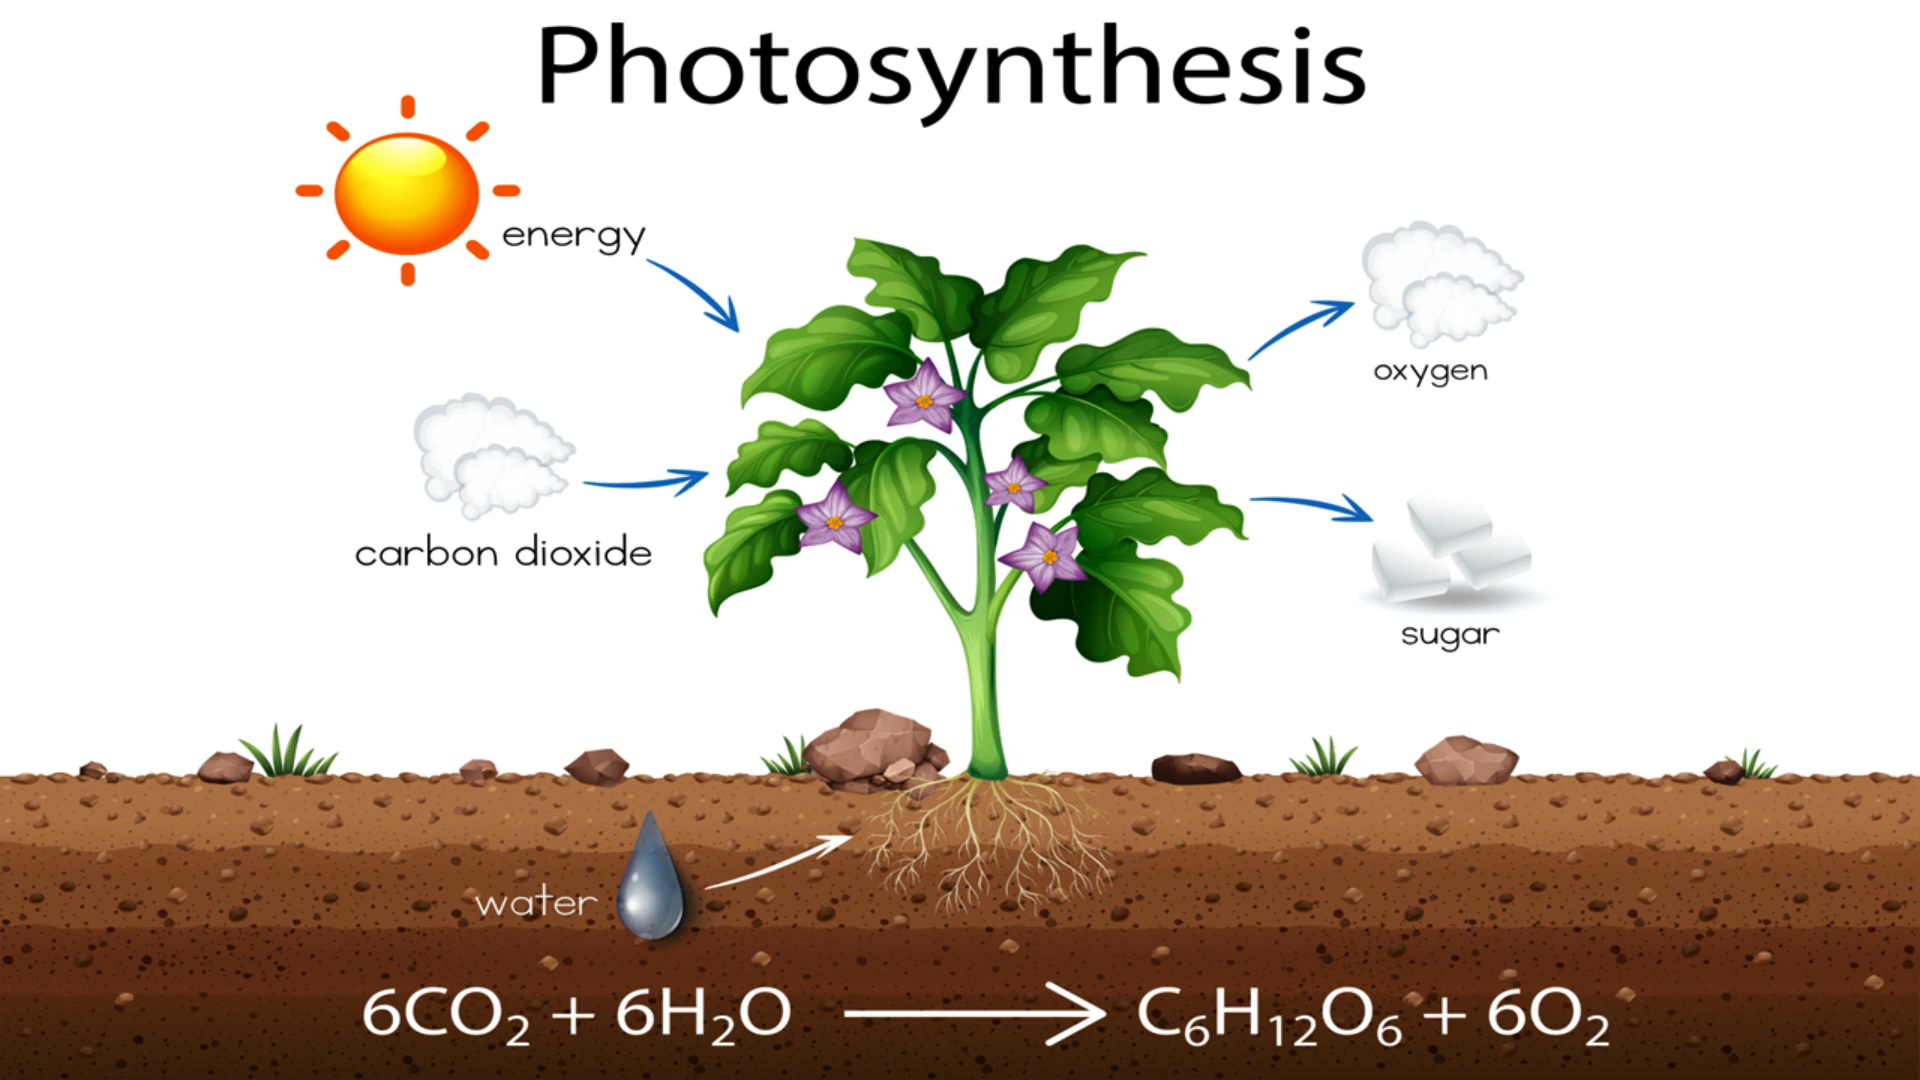 Photosynthesis
energy
oxygen
carbon dioxide
sugar
water
6CO₂ + 6H₂O → C₆H₁₂O₆ + 6O₂